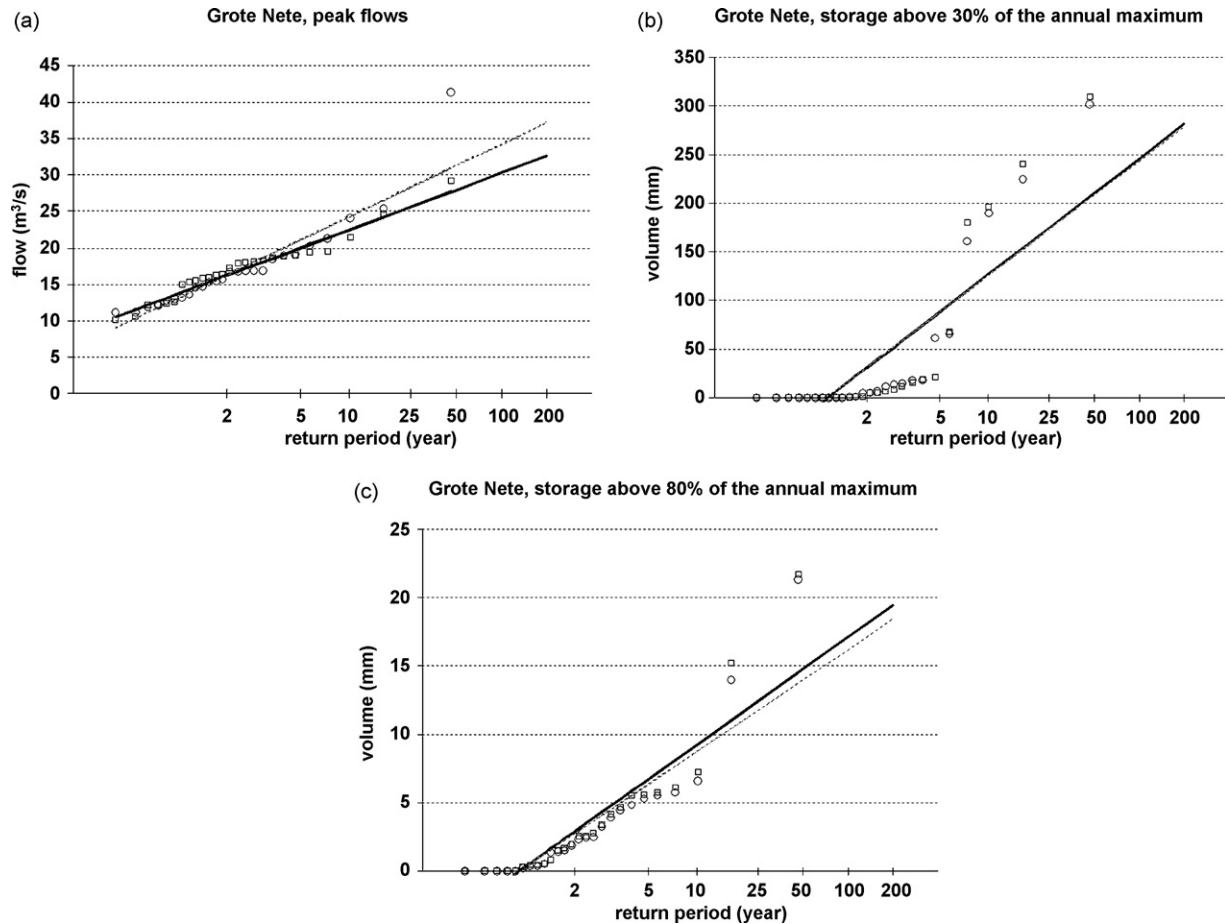 (a)
Grote Nete, peak flows
45
40
35
30
25
20
15
10
5
0
flow (m³/s)
2 5 10 25 50 100 200
return period (year)
(b)
Grote Nete, storage above 30% of the annual maximum
350
300
250
200
150
100
50
0
volume (mm)
2 5 10 25 50 100 200
return period (year)
(c)
Grote Nete, storage above 80% of the annual maximum
25
20
15
10
5
0
volume (mm)
2 5 10 25 50 100 200
return period (year)